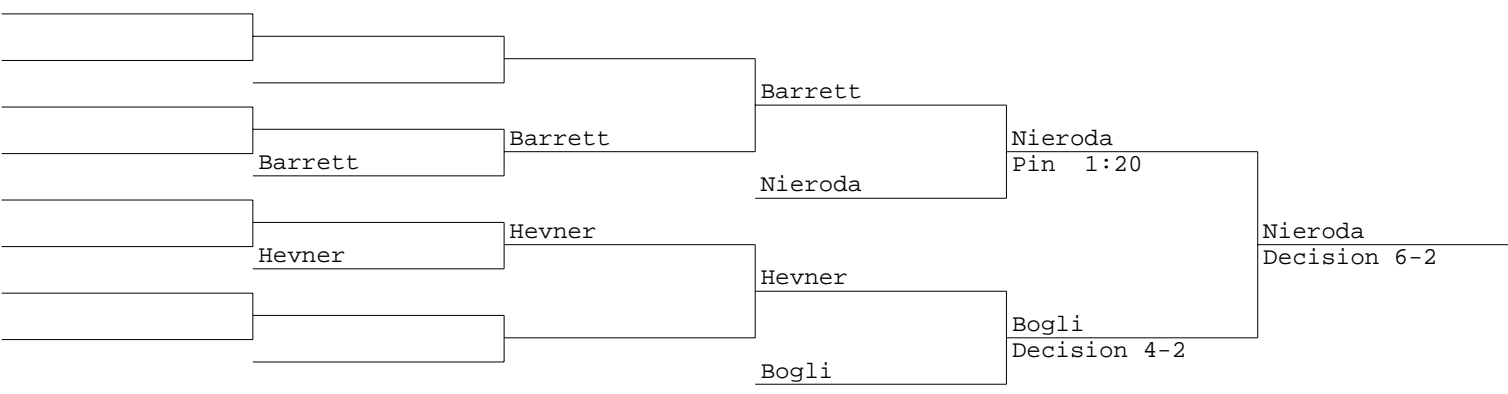 Barrett
Nieroda
Barrett
Pin  1:20
Barrett
Nieroda
Hevner
Nieroda
Hevner
Decision 6-2
Hevner
Bogli
Decision 4-2
Bogli